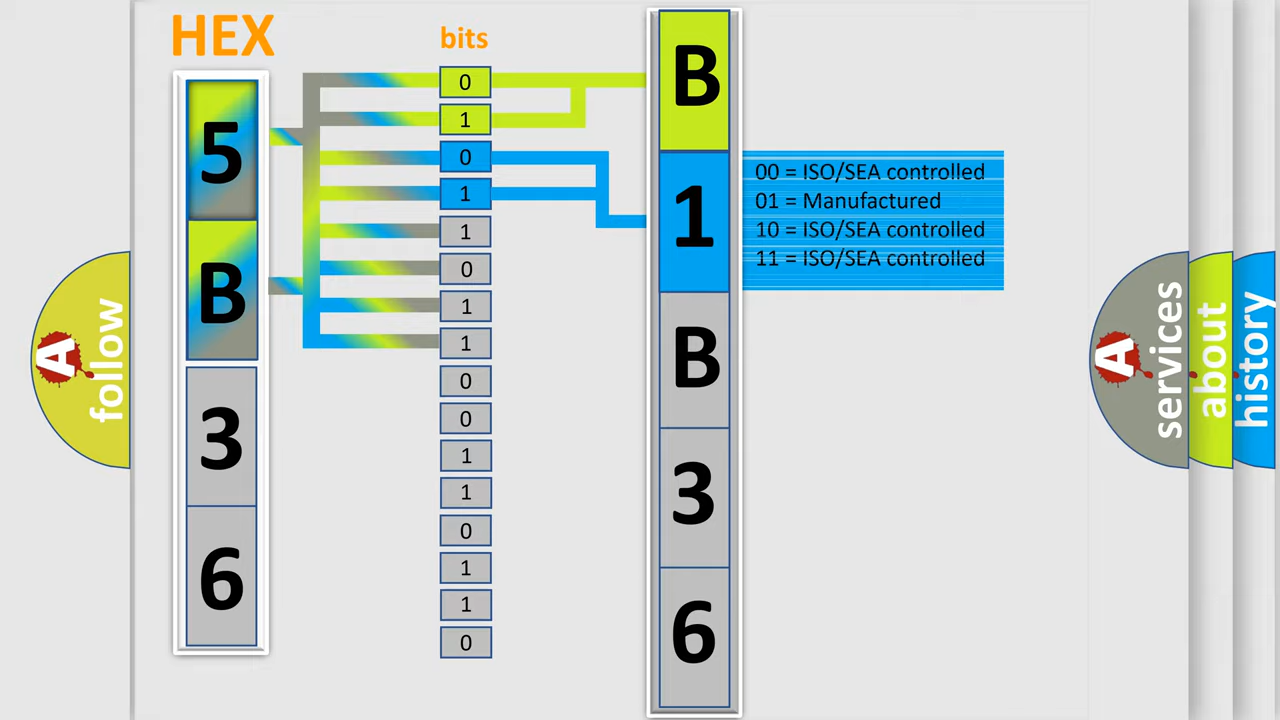 HEX
bits
5
B
3
6
0
1
0
1
1
0
1
1
0
0
1
1
0
1
1
0
B
1
B
3
6
00 = ISO/SEA controlled
01 = Manufactured
10 = ISO/SEA controlled
11 = ISO/SEA controlled
A
follow
A
services
about
history